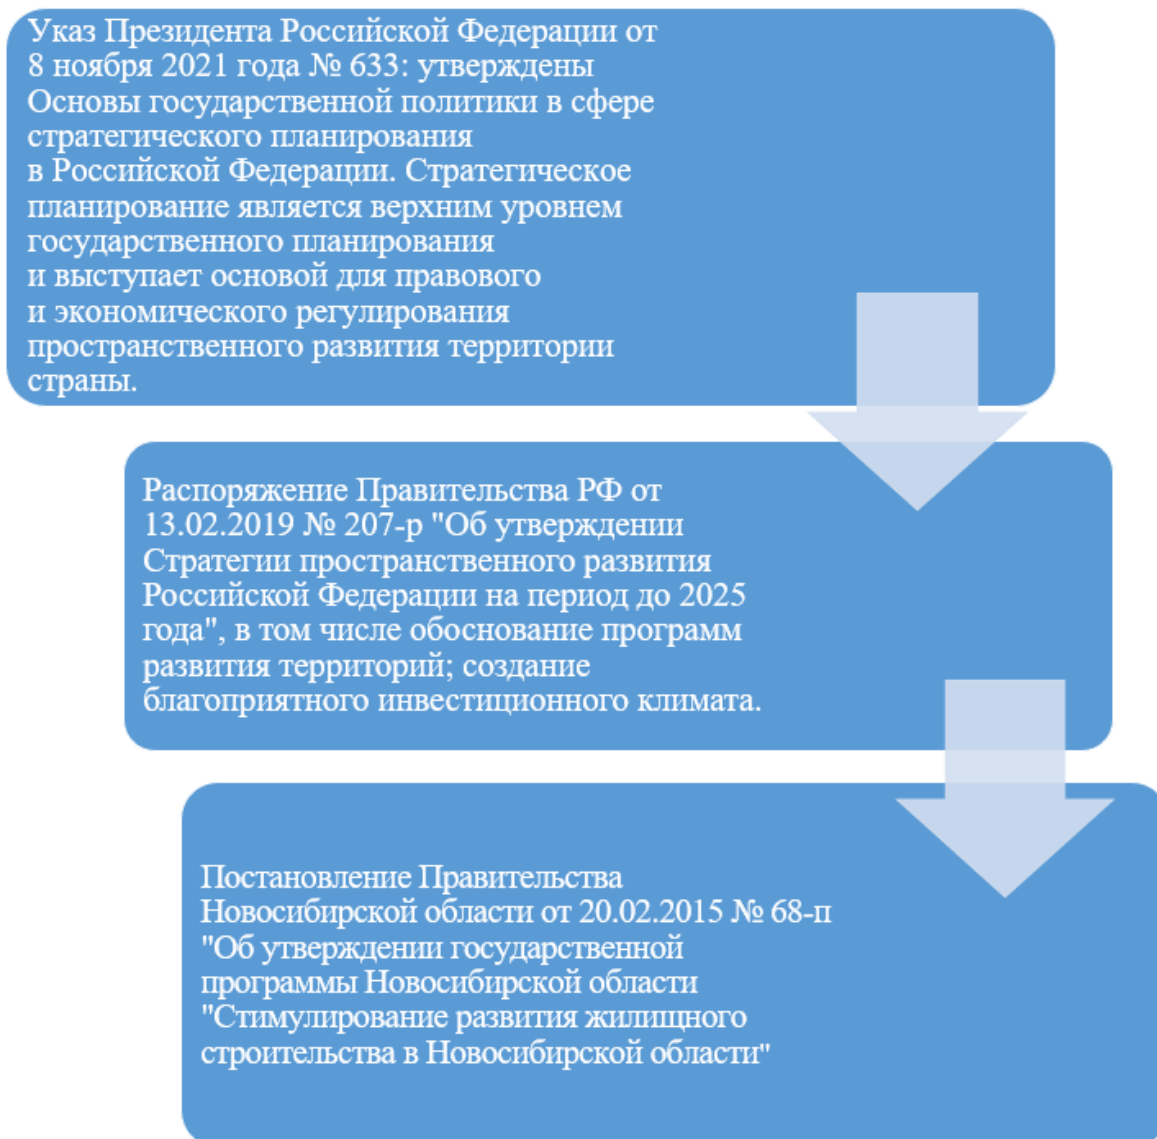 Указ Президента Российской Федерации от
8 ноября 2021 года № 633: утверждены
Основы государственной политики в сфере
стратегического планирования
в Российской Федерации. Стратегическое
планирование является верхним уровнем
государственного планирования
и выступает основой для правового
и экономического регулирования
пространственного развития территории
страны.
Распоряжение Правительства РФ от
13.02.2019 № 207-р "Об утверждении
Стратегии пространственного развития
Российской Федерации на период до 2025
года", в том числе обоснование программ
развития территорий; создание
благоприятного инвестиционного климата.
Постановление Правительства
Новосибирской области от 20.02.2015 № 68-п
"Об утверждении государственной
программы Новосибирской области
"Стимулирование развития жилищного
строительства в Новосибирской области"